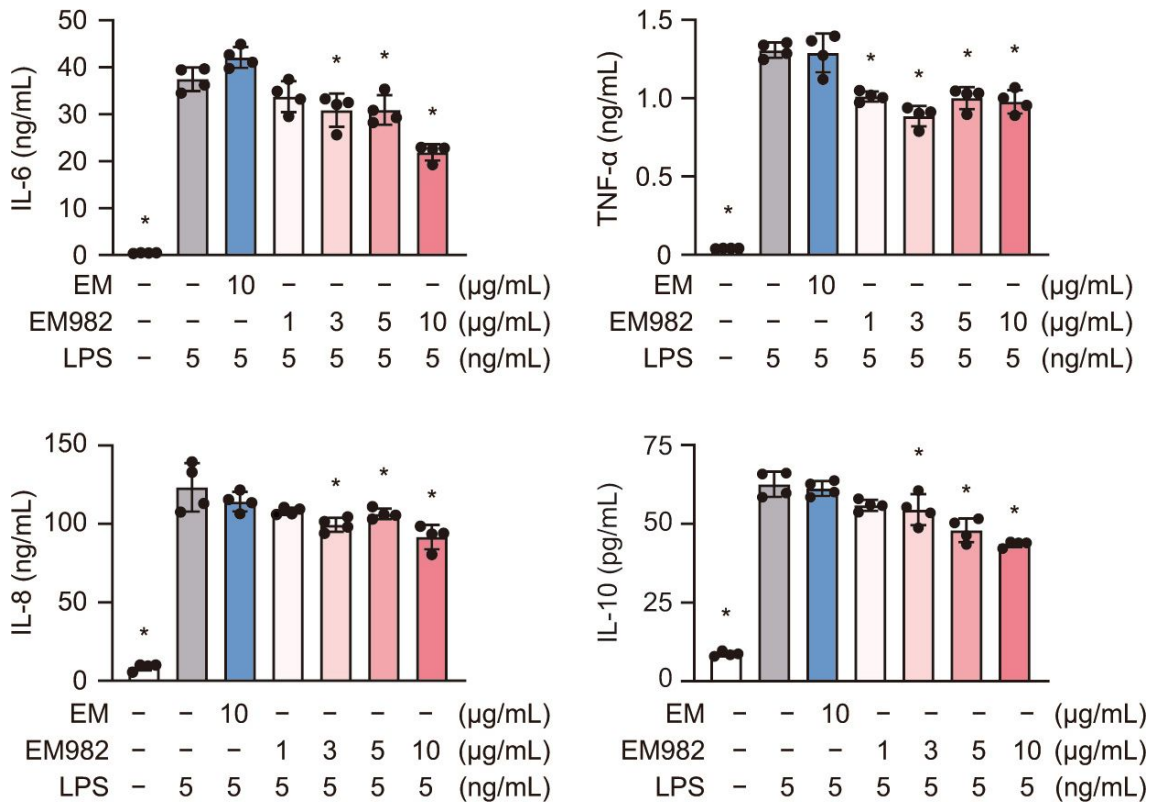 IL-6 (ng/mL)
50
40
30
20
10
0
* * * *
EM – – 10 – – – – (µg/mL)
EM982 – – – 1 3 5 10 (µg/mL)
LPS – 5 5 5 5 5 5 (ng/mL)
TNF-α (ng/mL)
1.5
1.0
0.5
0
* * * * *
EM – – 10 – – – – (µg/mL)
EM982 – – – 1 3 5 10 (µg/mL)
LPS – 5 5 5 5 5 5 (ng/mL)
IL-8 (ng/mL)
150
100
50
0
* * * *
EM – – 10 – – – – (µg/mL)
EM982 – – – 1 3 5 10 (µg/mL)
LPS – 5 5 5 5 5 5 (ng/mL)
IL-10 (pg/mL)
75
50
25
0
* * * *
EM – – 10 – – – – (µg/mL)
EM982 – – – 1 3 5 10 (µg/mL)
LPS – 5 5 5 5 5 5 (ng/mL)